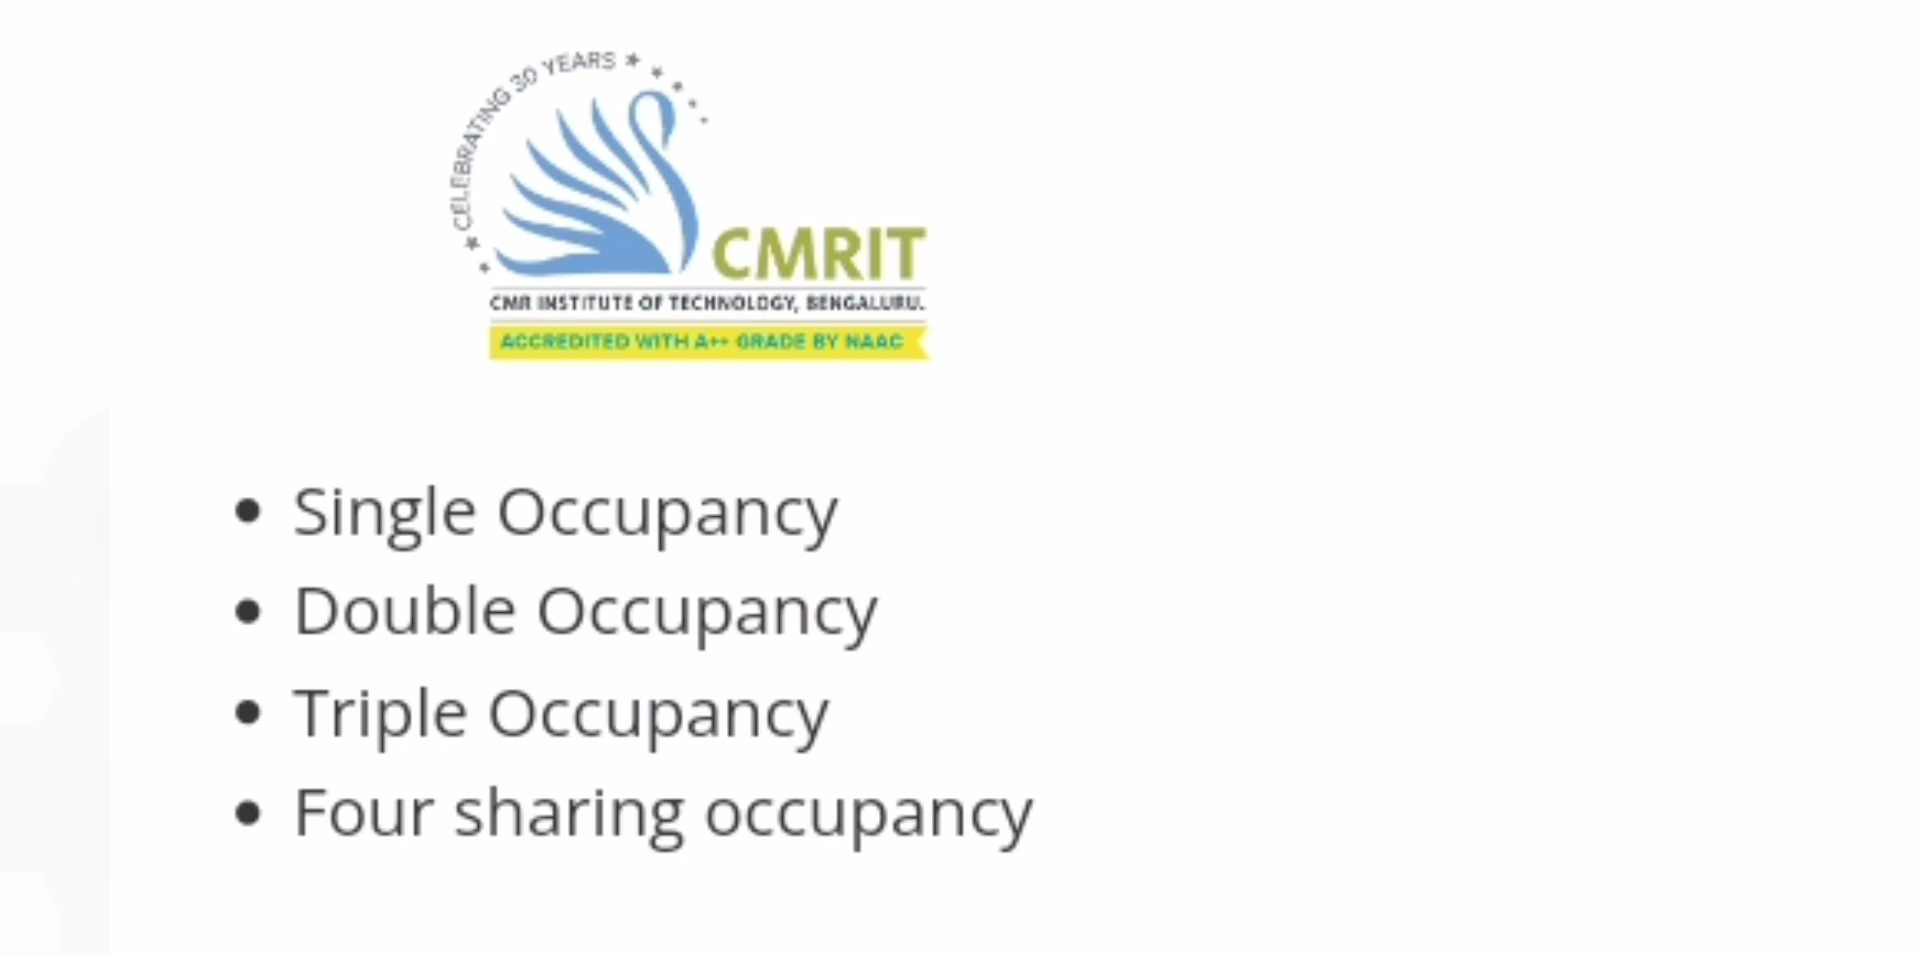 CELEBRATING 30 YEARS
CMRIT
CMR INSTITUTE OF TECHNOLOGY, BENGALURU.
ACCREDITED WITH A++ GRADE BY NAAC
• Single Occupancy
• Double Occupancy
• Triple Occupancy
• Four sharing occupancy